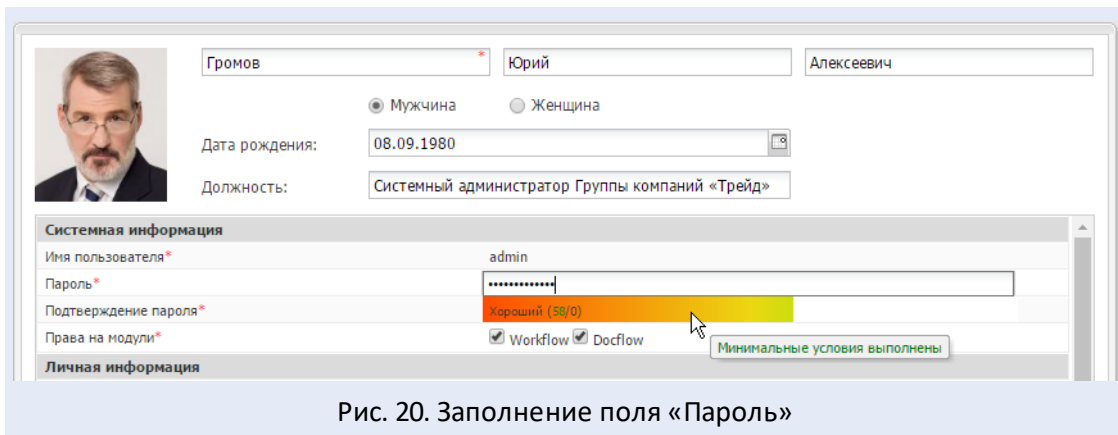 Громов * Юрий Алексеевич
Мужчина Женщина
Дата рождения: 08.09.1980
Должность: Системный администратор Группы компаний «Трейд»
Системная информация
Имя пользователя* admin
Пароль* •••••••••••••
Подтверждение пароля* Хороший (58/0)
Права на модули* Workflow Docflow
Минимальные условия выполнены
Личная информация
Рис. 20. Заполнение поля «Пароль»